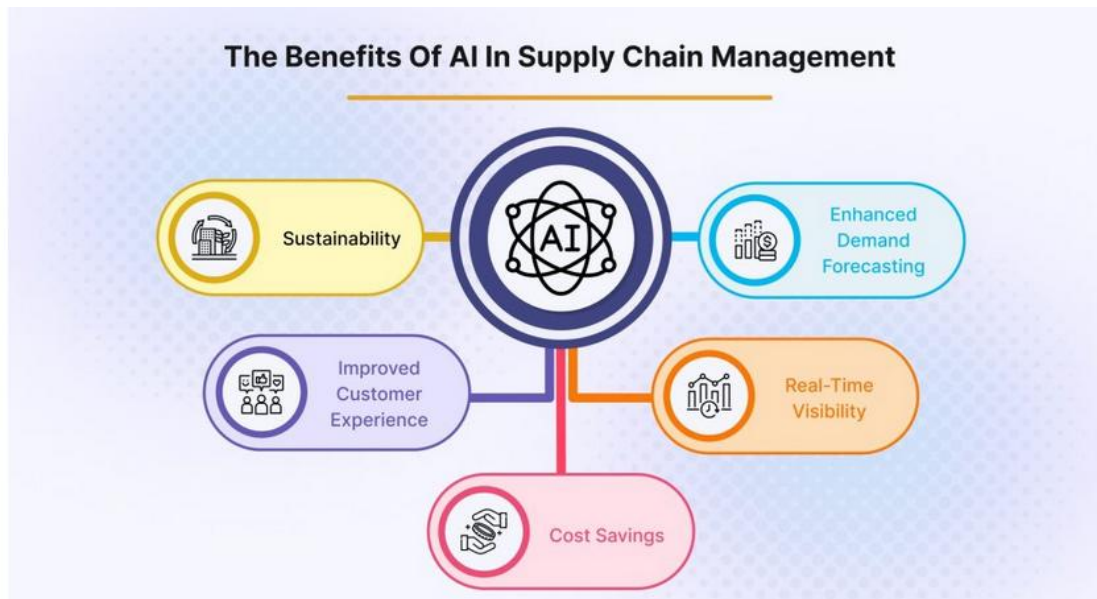 The Benefits Of AI In Supply Chain Management
AI
Sustainability
Enhanced
Demand
Forecasting
Improved
Customer
Experience
Real-Time
Visibility
Cost Savings
$